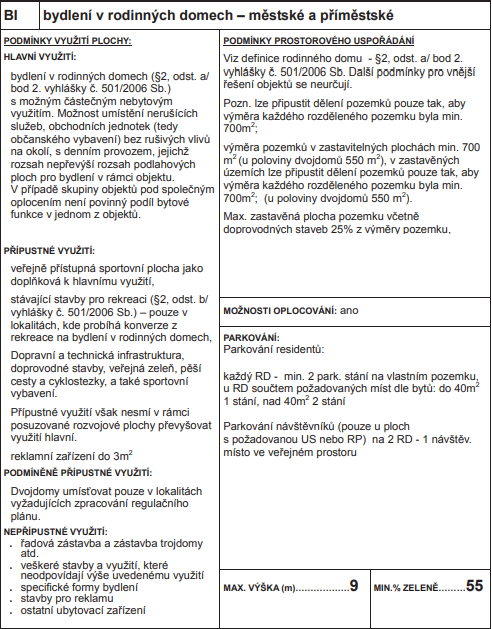 BI bydlení v rodinných domech – městské a příměstské
PODMÍNKY VYUŽITÍ PLOCHY:
HLAVNÍ VYUŽITÍ:
bydlení v rodinných domech (§2, odst. a/
bod 2. vyhlášky č. 501/2006 Sb.)
s možným částečným nebytovým
využitím. Možnost umístění nerušících
služeb, obchodních jednotek (tedy
občanského vybavení) bez rušivých vlivů
na okolí, s denním provozem, jejichž
rozsah nepřevýší rozsah podlahových
ploch pro bydlení v rámci objektu.
V případě skupiny objektů pod společným
oplocením není povinný podíl bytové
funkce v jednom z objektů.
PŘÍPUSTNÉ VYUŽITÍ:
veřejně přístupná sportovní plocha jako
doplňková k hlavnímu využití,
stávající stavby pro rekreaci (§2, odst. b/
vyhlášky č. 501/2006 Sb.) – pouze v
lokalitách, kde probíhá konverze z
rekreace na bydlení v rodinných domech,
Dopravní a technická infrastruktura,
doprovodné stavby, veřejná zeleň, pěší
cesty a cyklostezky, a také sportovní
vybavení.
Přípustné využití však nesmí v rámci
posuzované rozvojové plochy převyšovat
využití hlavní.
reklamní zařízení do 3m²
PODMÍNĚNĚ PŘÍPUSTNÉ VYUŽITÍ:
Dvojdomy umísťovat pouze v lokalitách
vyžadujících zpracování regulačního
plánu.
NEPŘÍPUSTNÉ VYUŽITÍ:
. řadová zástavba a zástavba trojdomy
atd.
. veškeré stavby a využití, které
neodpovídají výše uvedenému využití
. specifické formy bydlení
. stavby pro reklamu
. ostatní ubytovací zařízení
PODMÍNKY PROSTOROVÉHO USPOŘÁDÁNÍ
Viz definice rodinného domu - §2, odst. a/ bod 2.
vyhlášky č. 501/2006 Sb. Další podmínky pro vnější
řešení objektů se neurčují.
Pozn. lze připustit dělení pozemků pouze tak, aby
výměra každého rozděleného pozemku byla min.
700m²;
výměra pozemků v zastavitelných plochách min. 700
m² (u poloviny dvojdomů 550 m²), v zastavěných
územích lze připustit dělení pozemků pouze tak, aby
výměra každého rozděleného pozemku byla min.
700m²; (u poloviny dvojdomů 550 m²).
Max. zastavěná plocha pozemku včetně
doprovodných staveb 25% z výměry pozemku,
MOŽNOSTI OPLOCOVÁNÍ: ano
PARKOVÁNÍ:
Parkování residentů:
každý RD - min. 2 park. stání na vlastním pozemku,
u RD součtem požadovaných míst dle bytů: do 40m²
1 stání, nad 40m² 2 stání
Parkování návštěvníků (pouze u ploch
s požadovanou US nebo RP) na 2 RD - 1 návštěv.
místo ve veřejném prostoru
MAX. VÝŠKA (m)..................9
MIN.% ZELENĚ.........55